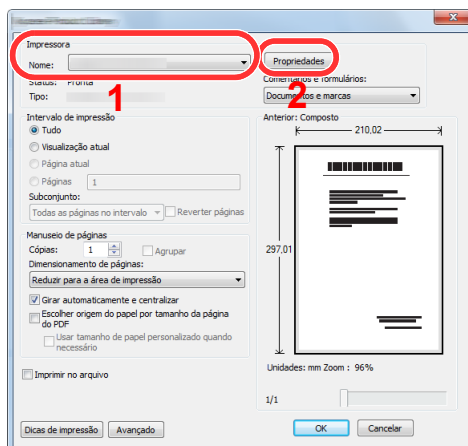 Impressora
Nome:
Propriedades
Status: Pronta
Comentários e formulários:
Tipo:
1
2
Documentos e marcas
Intervalo de impressão
Tudo
Visualização atual
Página atual
Páginas 1
Subconjunto:
Todas as páginas no intervalo Reverter páginas
Manuseio de páginas
Cópias: 1 Agrupar
Dimensionamento de páginas:
Reduzir para a área de impressão
Girar automaticamente e centralizar
Escolher origem do papel por tamanho da página
do PDF
Usar tamanho de papel personalizado quando
necessário
Imprimir no arquivo
Dicas de impressão Avançado
Anterior: Composto
210,02
297,01
Unidades: mm Zoom : 96%
1/1
OK Cancelar